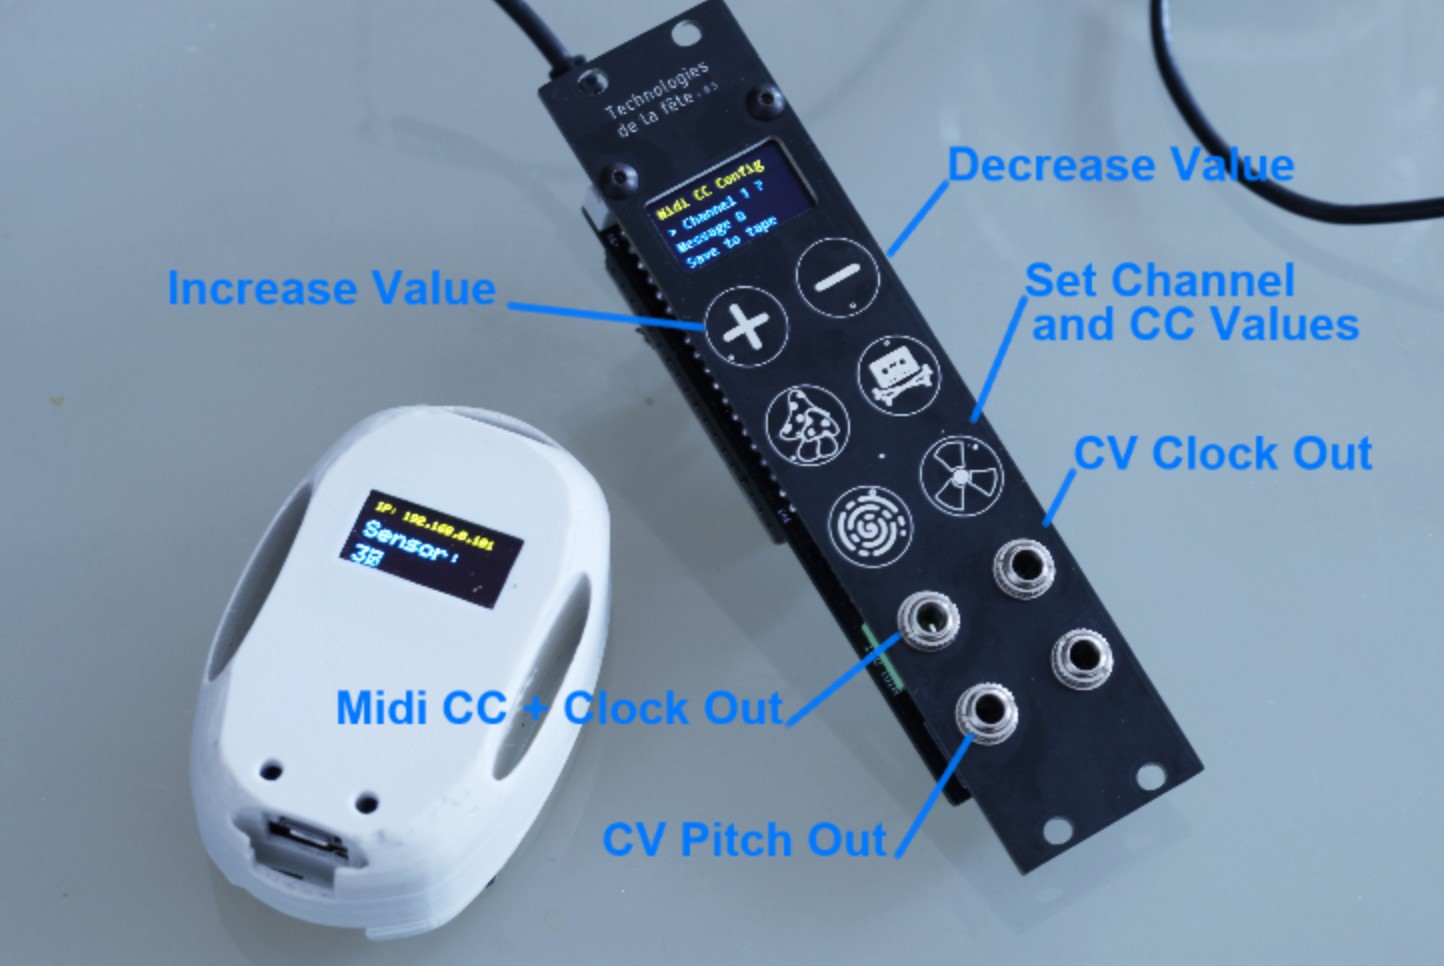 Technologies
de la fête
Midi CC Config
> Channel 1 ?
Message 0
Save to tape
Decrease Value
Increase Value
Set Channel
and CC Values
CV Clock Out
IP: 192.168.0.101
Sensor:
Midi CC + Clock Out
CV Pitch Out